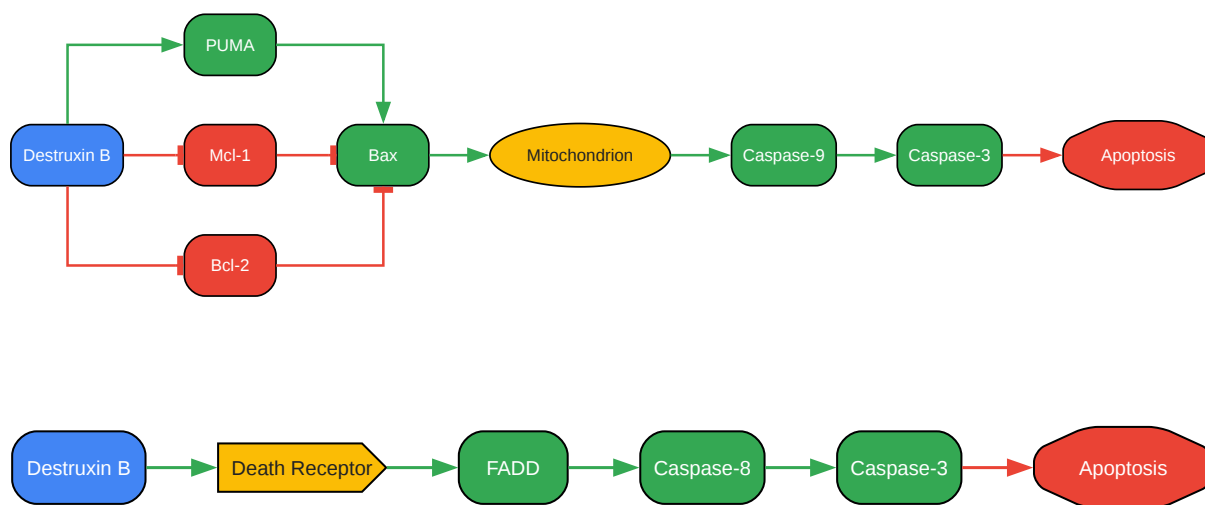 PUMA
Destruxin B
Mcl-1
Bax
Mitochondrion
Caspase-9
Caspase-3
Apoptosis
Bcl-2
Destruxin B
Death Receptor
FADD
Caspase-8
Caspase-3
Apoptosis